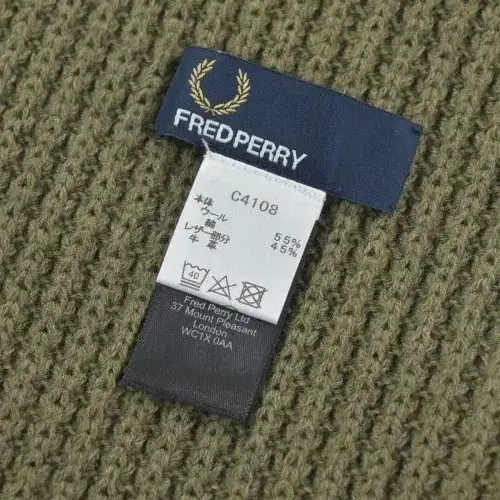 FRED PERRY
C4108
本体
ウール 55%
綿 45%
レザー部分
牛革
40
Fred Perry Ltd
37 Mount Pleasant
London
WC1X 0AA